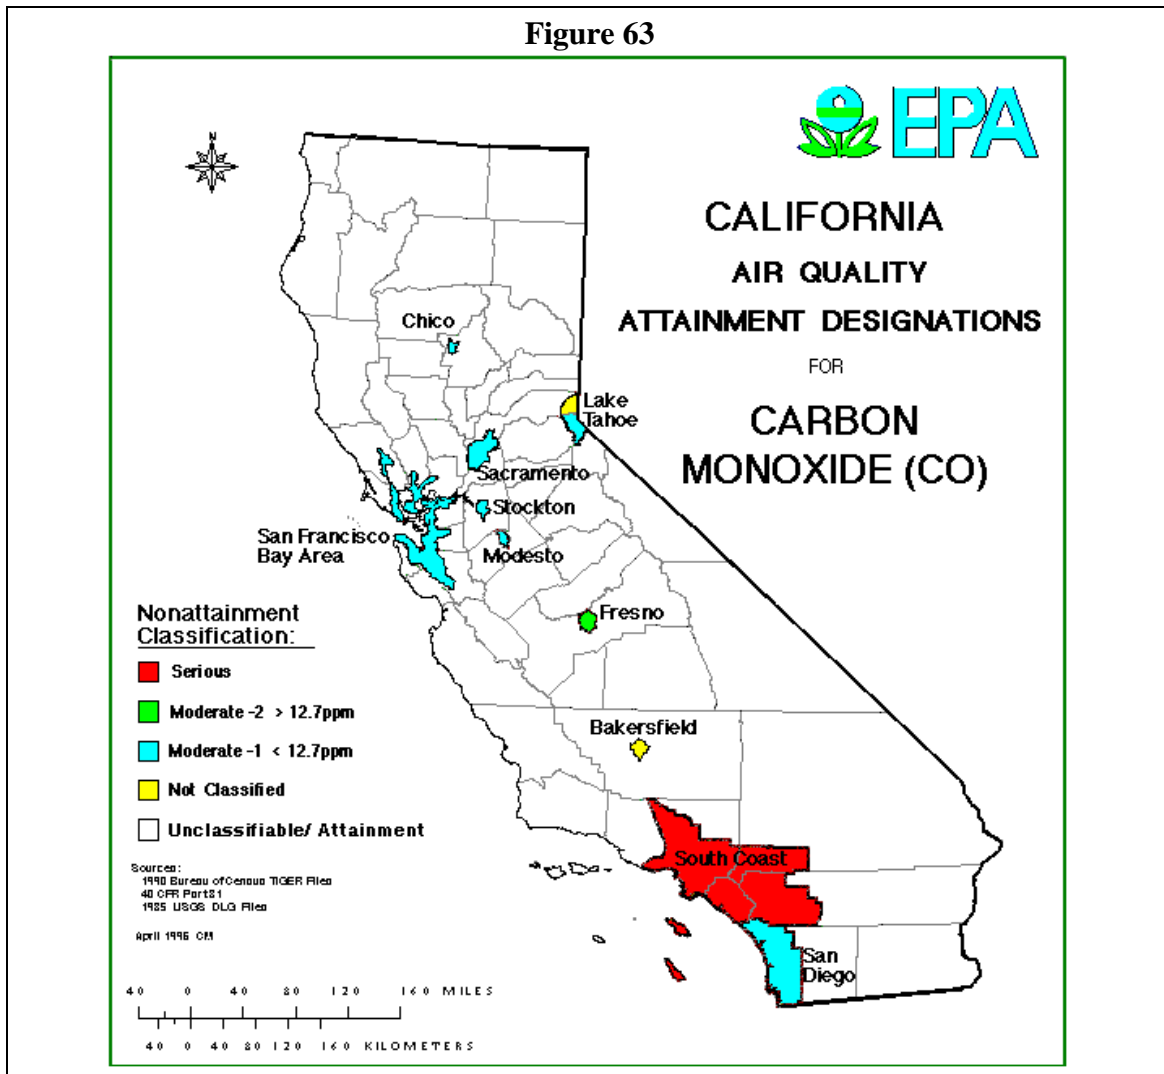 Figure 63
N
EPA
CALIFORNIA
AIR QUALITY
ATTAINMENT DESIGNATIONS
FOR
CARBON
MONOXIDE (CO)
Chico
Lake
Tahoe
Sacramento
Stockton
San Francisco
Bay Area
Modesto
Fresno
Nonattainment
Classification:
Serious
Moderate -2 > 12.7ppm
Moderate -1 < 12.7ppm
Not Classified
Unclassifiable/ Attainment
Bakersfield
South Coast
San
Diego
Sources:
1990 Bureau of Census TIGER Files
40 CFR Part81
1985 USGS DLG Files
April 1996 CM
40 0 40 80 120 160 MILES
40 0 40 80 120 160 KILOMETERS